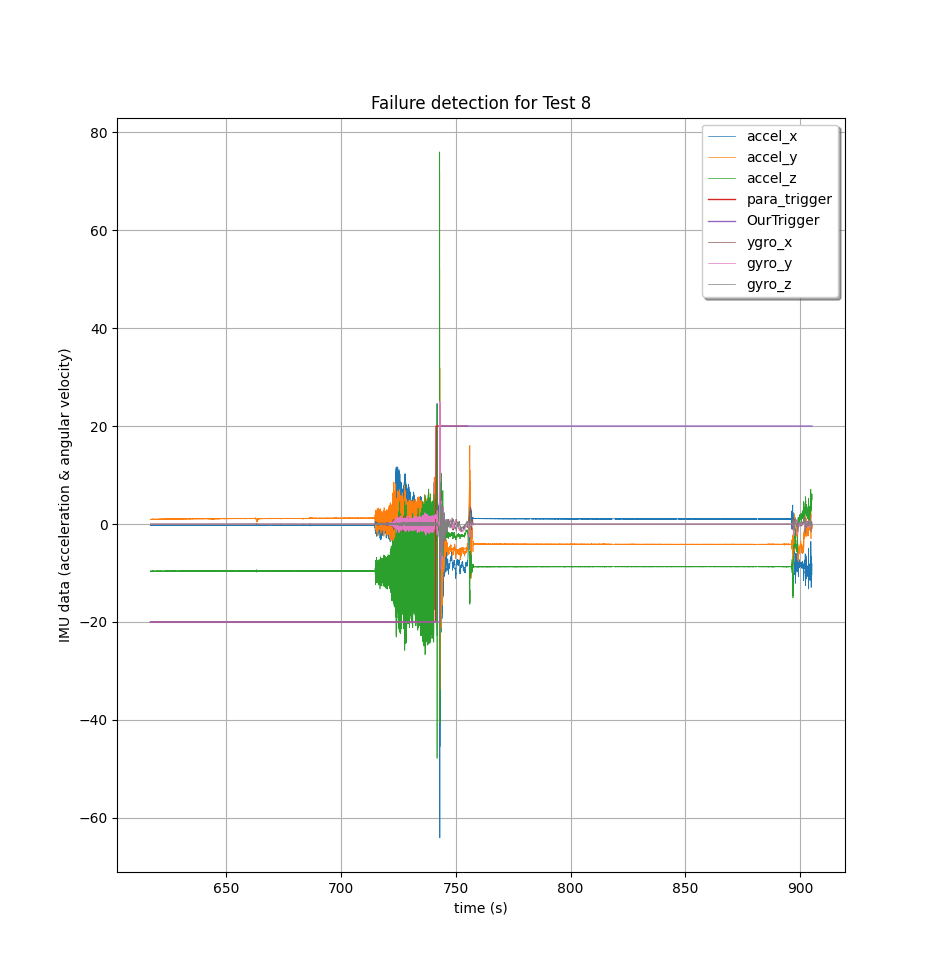 Failure detection for Test 8
80
60
40
20
0
−20
−40
−60
IMU data (acceleration & angular velocity)
accel_x
accel_y
accel_z
para_trigger
OurTrigger
ygro_x
gyro_y
gyro_z
650
700
750
800
850
900
time (s)